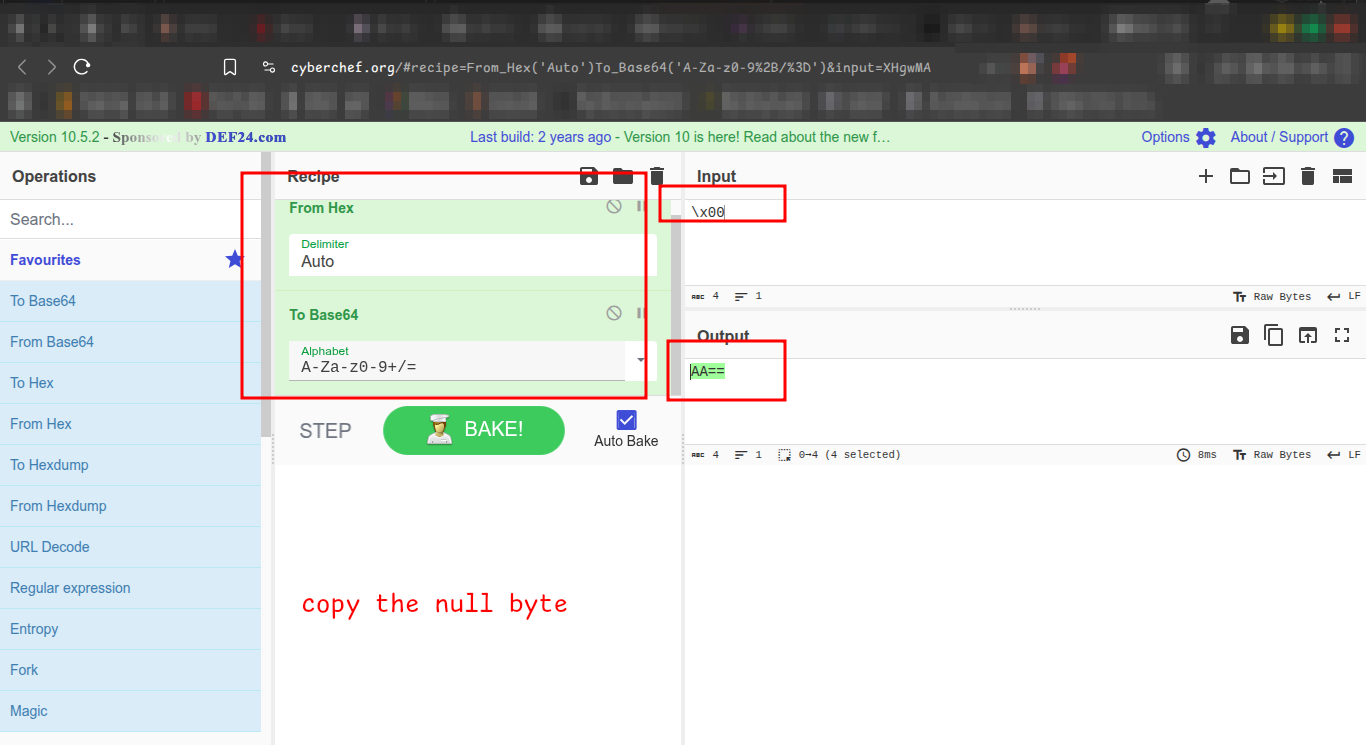 cyberchef.org/#recipe=From_Hex('Auto')To_Base64('A-Za-z0-9%2B/%3D')&input=XHgwMA
Version 10.5.2 - Sponsored by DEF24.com
Last build: 2 years ago - Version 10 is here! Read about the new f…
Options
About / Support ?
Operations
Search...
Favourites
To Base64
From Base64
To Hex
From Hex
To Hexdump
From Hexdump
URL Decode
Regular expression
Entropy
Fork
Magic
Recipe
From Hex
Delimiter
Auto
To Base64
Alphabet
A-Za-z0-9+/=
STEP
BAKE!
Auto Bake
copy the null byte
Input
\x00
ABC 4 1
Tт Raw Bytes LF
Output
AA==
ABC 4 1 0→4 (4 selected)
8ms Tт Raw Bytes LF